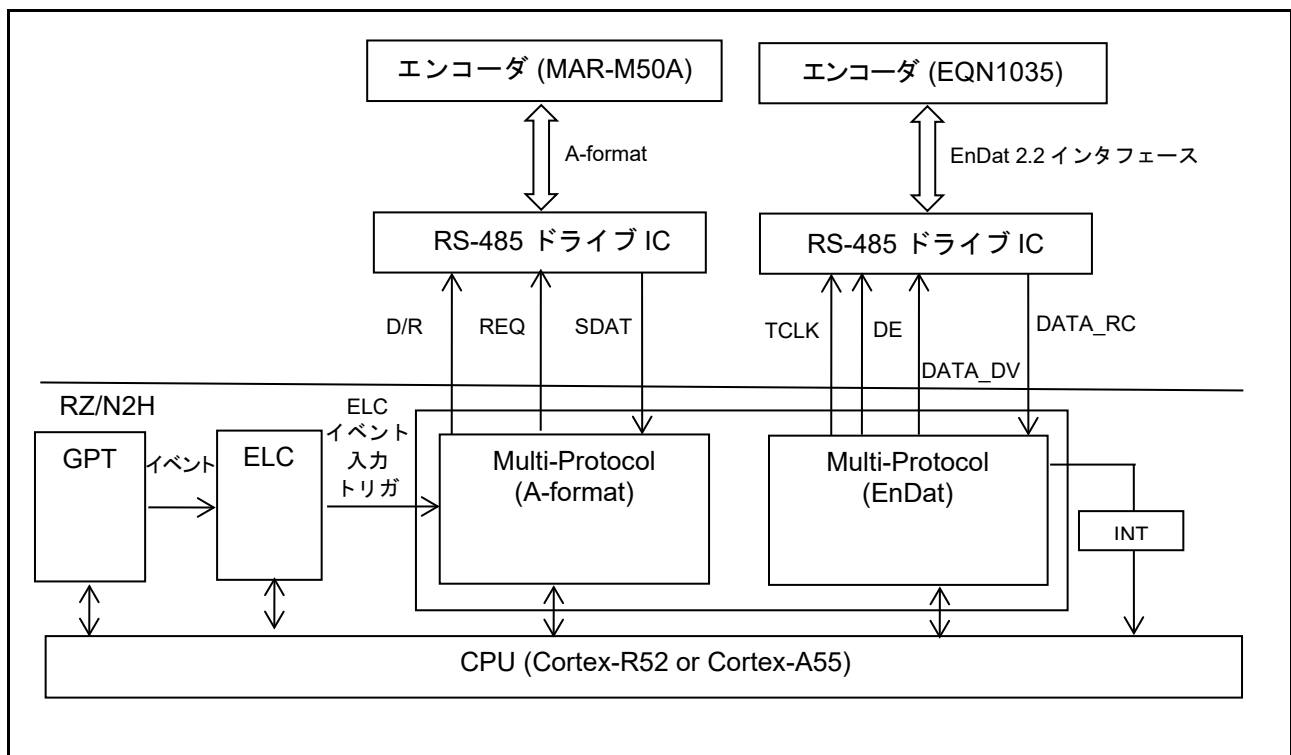 エンコーダ (MAR-M50A)
エンコーダ (EQN1035)
A-format
EnDat 2.2 インタフェース
RS-485 ドライブ IC
RS-485 ドライブ IC
D/R
REQ
SDAT
TCLK
DE
DATA_DV
DATA_RC
RZ/N2H
GPT
イベント
ELC
ELC
イベント
入力
トリガ
Multi-Protocol
(A-format)
Multi-Protocol
(EnDat)
INT
CPU (Cortex-R52 or Cortex-A55)